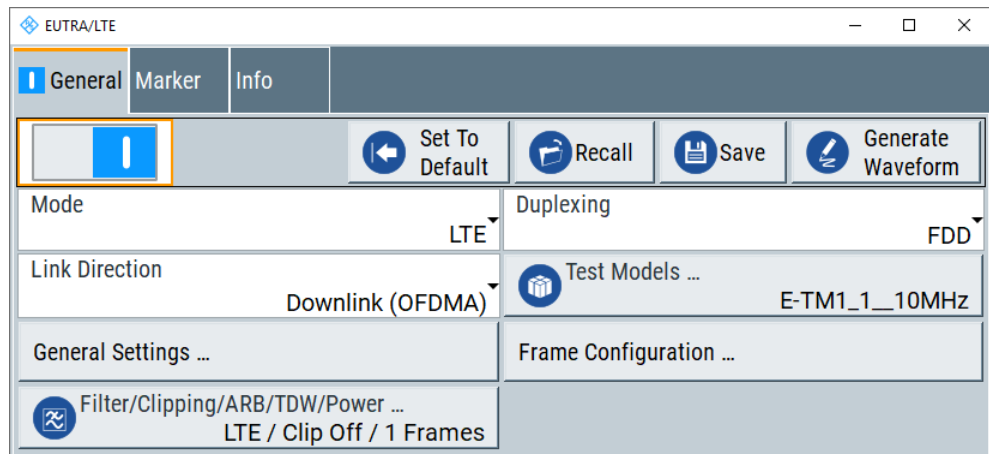 EUTRA/LTE
General Marker Info
Set To
Default
Recall
Save
Generate
Waveform
Mode
LTE
Duplexing
FDD
Link Direction
Downlink (OFDMA)
Test Models ...
E-TM1_1__10MHz
General Settings ...
Frame Configuration ...
Filter/Clipping/ARB/TDW/Power ...
LTE / Clip Off / 1 Frames